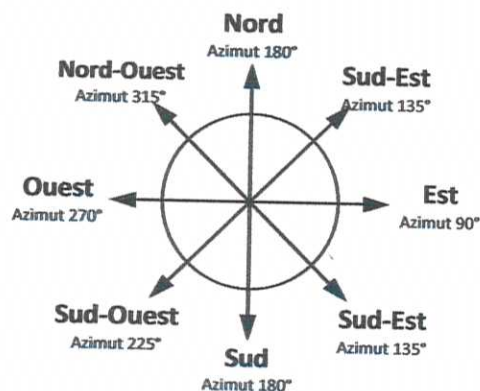 Nord
Azimut 180°
Nord-Ouest
Azimut 315°
Sud-Est
Azimut 135°
Ouest
Azimut 270°
Est
Azimut 90°
Sud-Ouest
Azimut 225°
Sud-Est
Azimut 135°
Sud
Azimut 180°